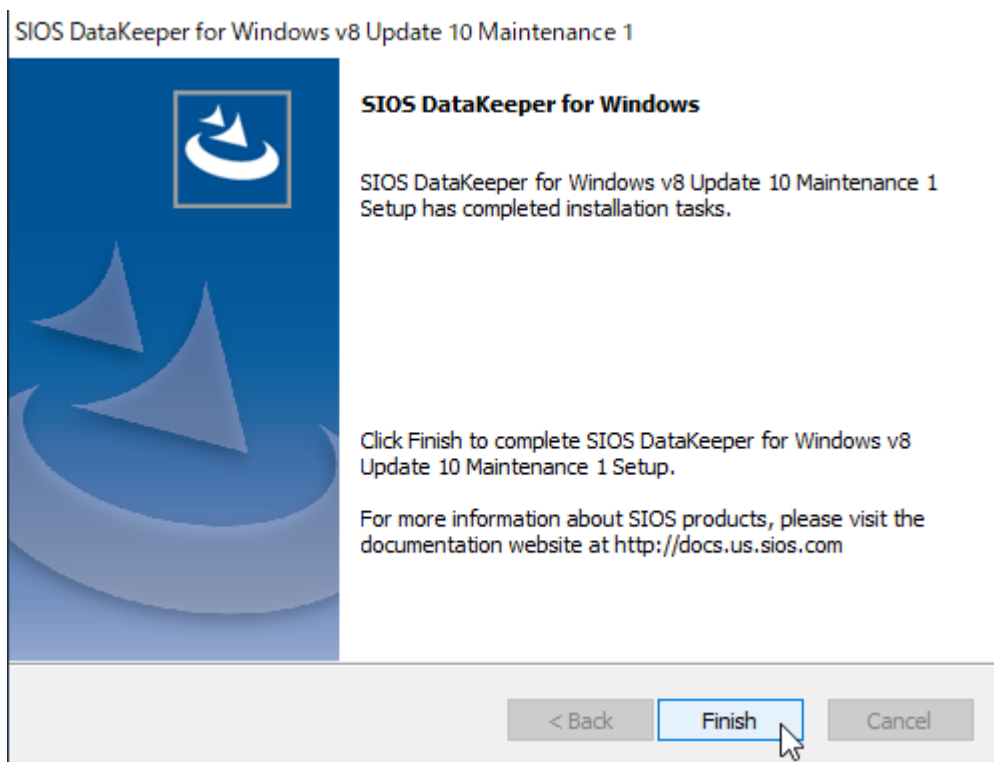 SIOS DataKeeper for Windows v8 Update 10 Maintenance 1
SIOS DataKeeper for Windows
SIOS DataKeeper for Windows v8 Update 10 Maintenance 1
Setup has completed installation tasks.
Click Finish to complete SIOS DataKeeper for Windows v8
Update 10 Maintenance 1 Setup.
For more information about SIOS products, please visit the
documentation website at http://docs.us.sios.com
< Back
Finish
Cancel